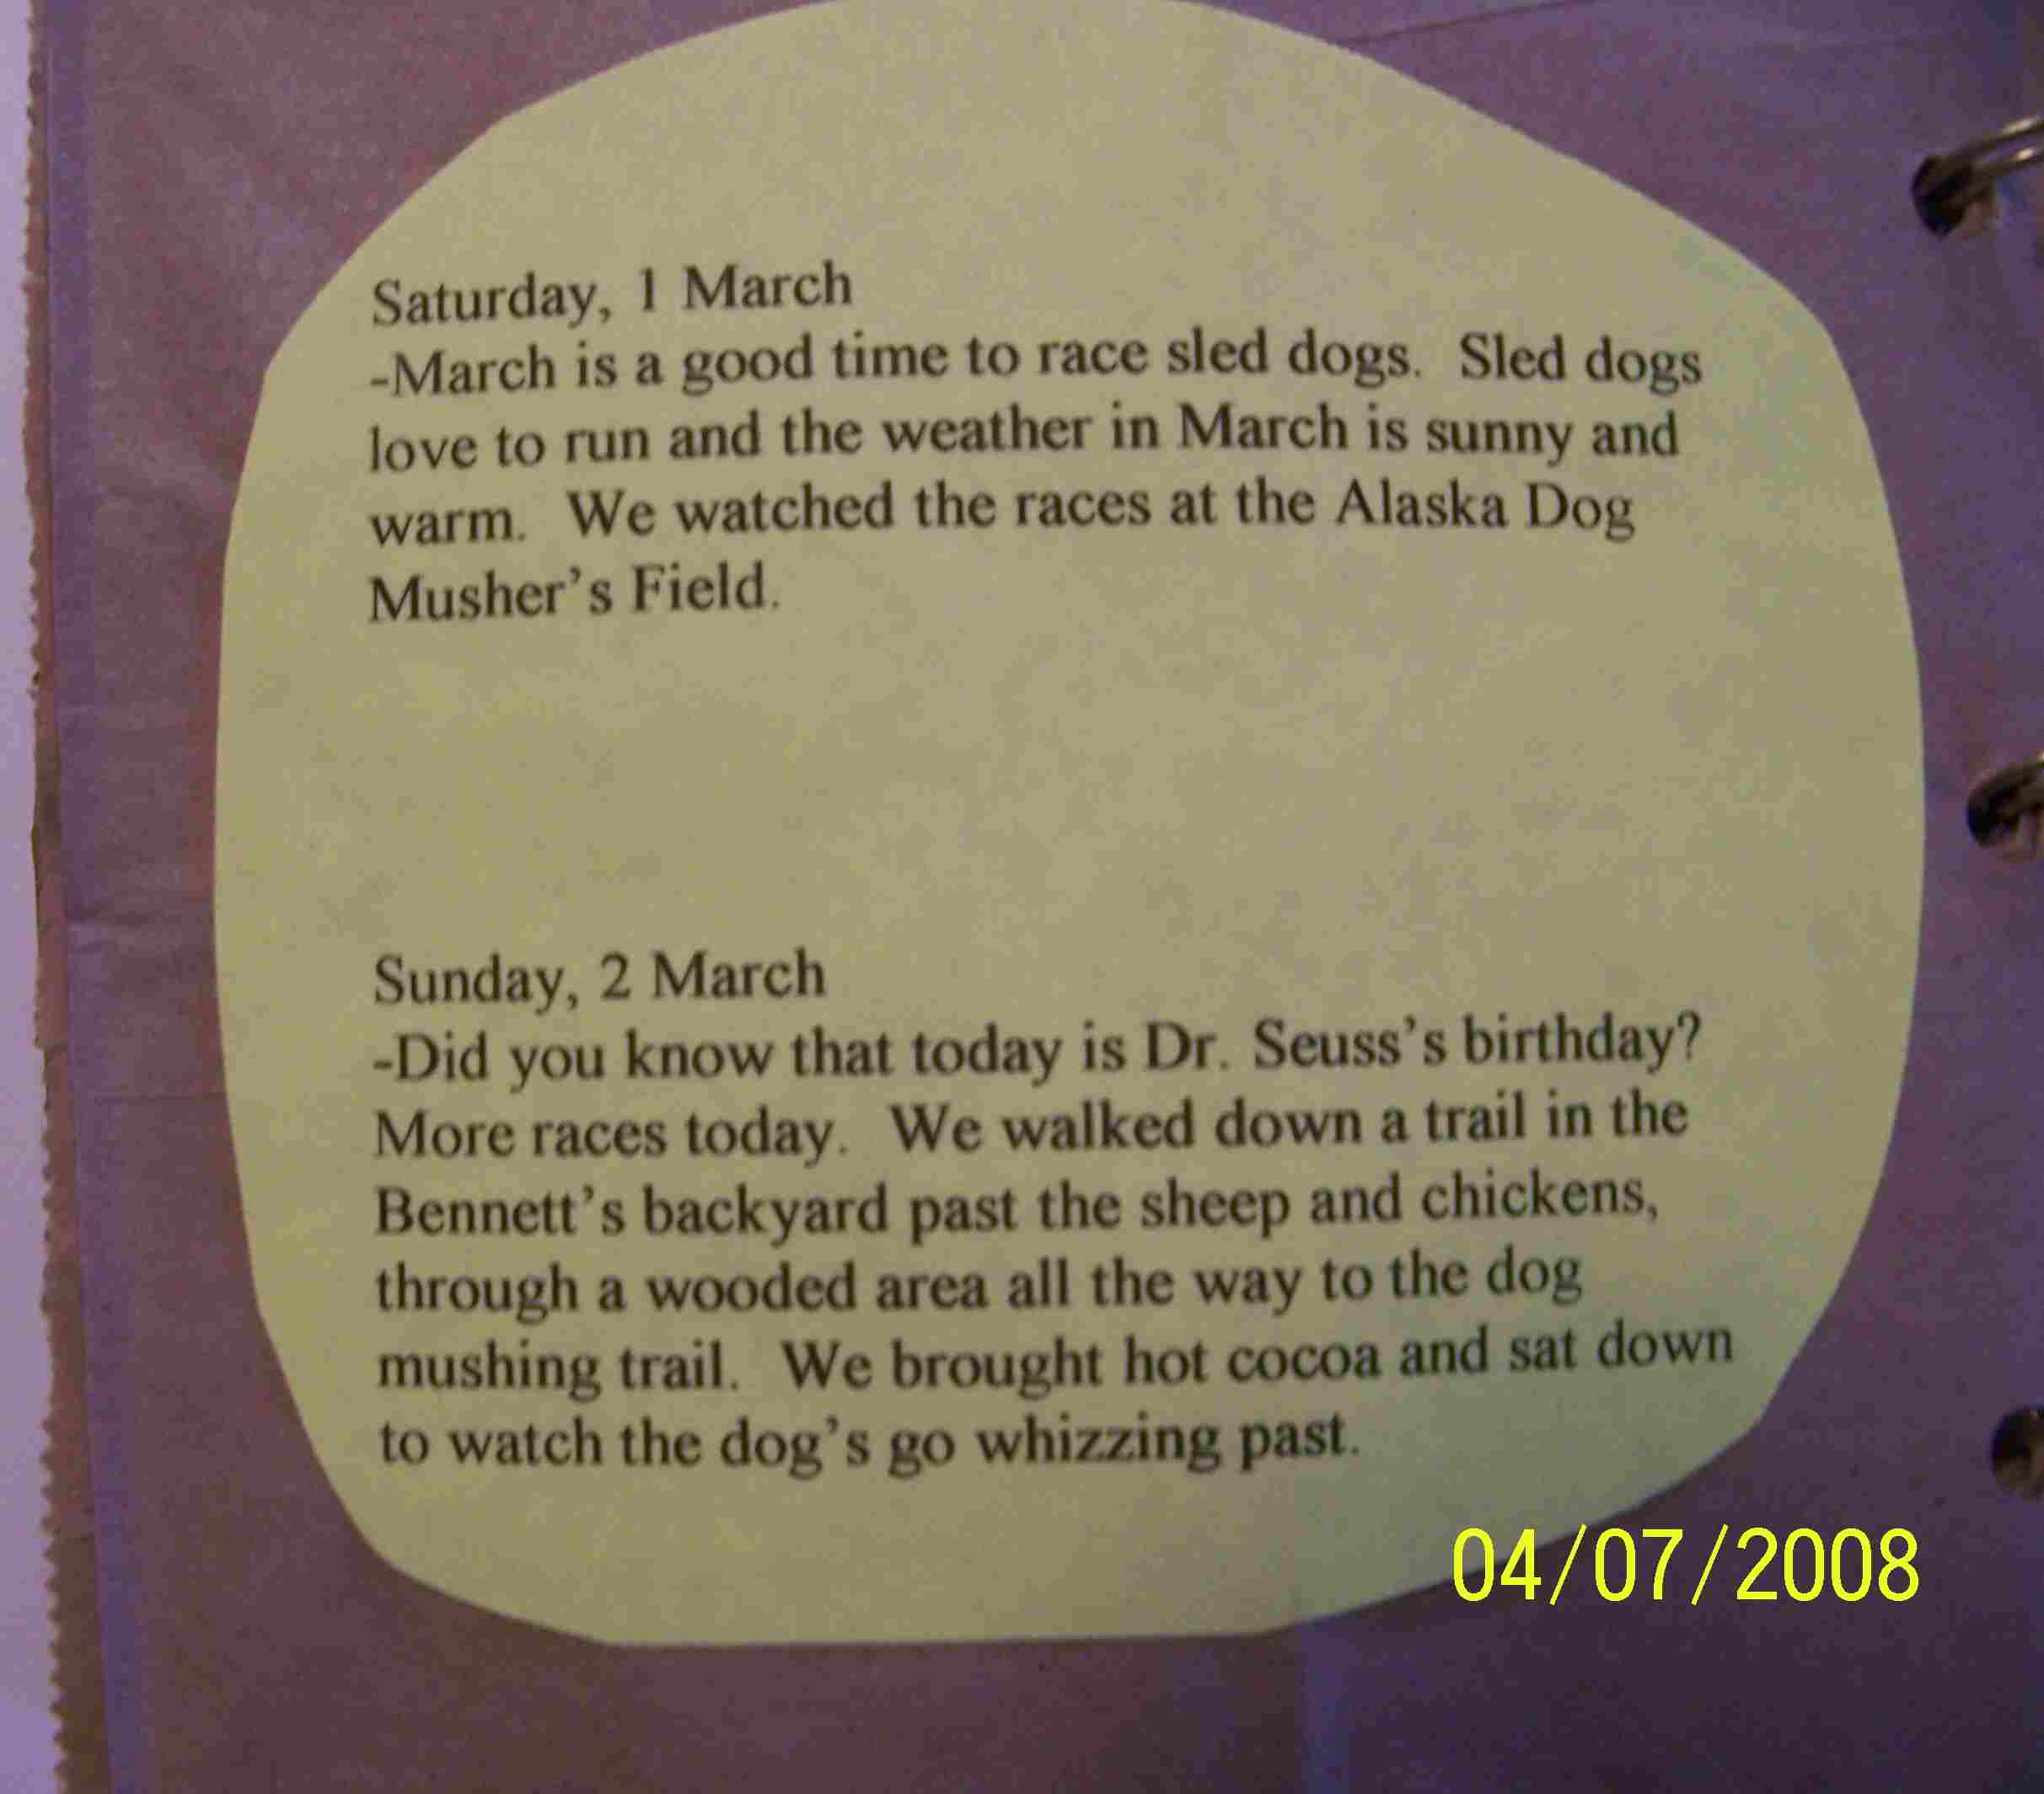 Saturday, 1 March
-March is a good time to race sled dogs.  Sled dogs
love to run and the weather in March is sunny and
warm.  We watched the races at the Alaska Dog
Musher’s Field.
Sunday, 2 March
-Did you know that today is Dr. Seuss’s birthday?
More races today.  We walked down a trail in the
Bennett’s backyard past the sheep and chickens,
through a wooded area all the way to the dog
mushing trail.  We brought hot cocoa and sat down
to watch the dog’s go whizzing past.
04/07/2008